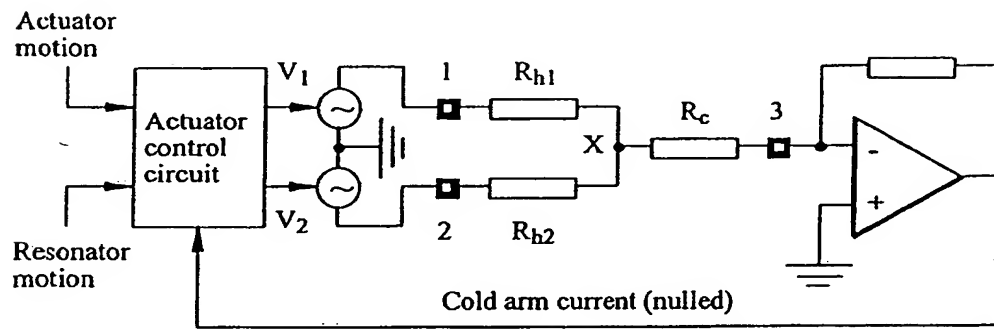 Actuator
motion
V1
1
Rh1
Actuator
control
circuit
X
Rc
3
-
+
V2
2
Rh2
Resonator
motion
Cold arm current (nulled)